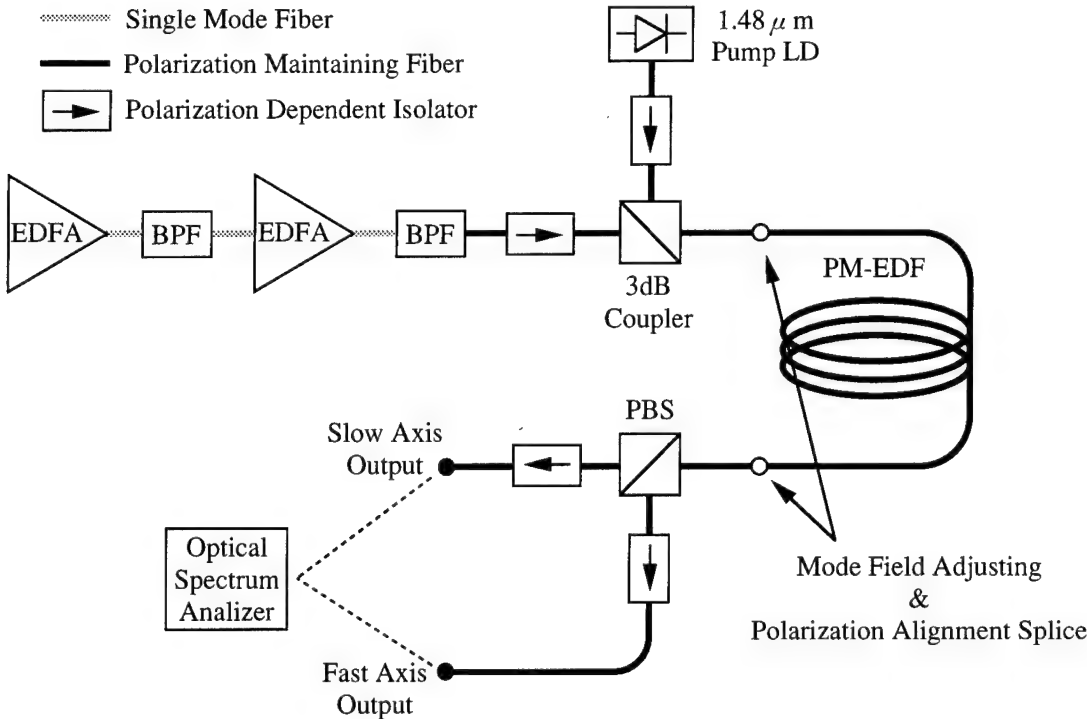 Single Mode Fiber
Polarization Maintaining Fiber
Polarization Dependent Isolator
1.48 μ m
Pump LD
EDFA
BPF
EDFA
BPF
3dB
Coupler
PM-EDF
PBS
Slow Axis
Output
Optical
Spectrum
Analizer
Mode Field Adjusting
&
Polarization Alignment Splice
Fast Axis
Output